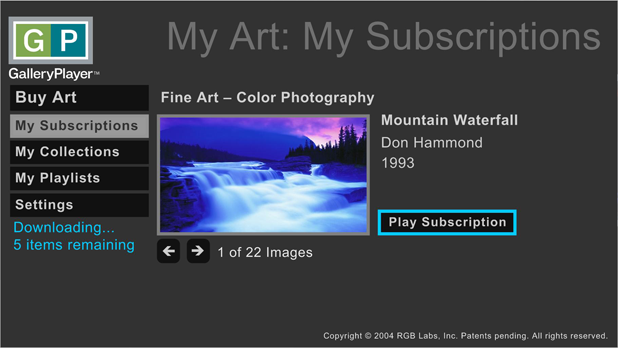 GP
GalleryPlayer™
My Art: My Subscriptions
Buy Art
My Subscriptions
My Collections
My Playlists
Settings
Downloading...
5 items remaining
Fine Art – Color Photography
Mountain Waterfall
Don Hammond
1993
Play Subscription
1 of 22 Images
Copyright © 2004 RGB Labs, Inc. Patents pending. All rights reserved.